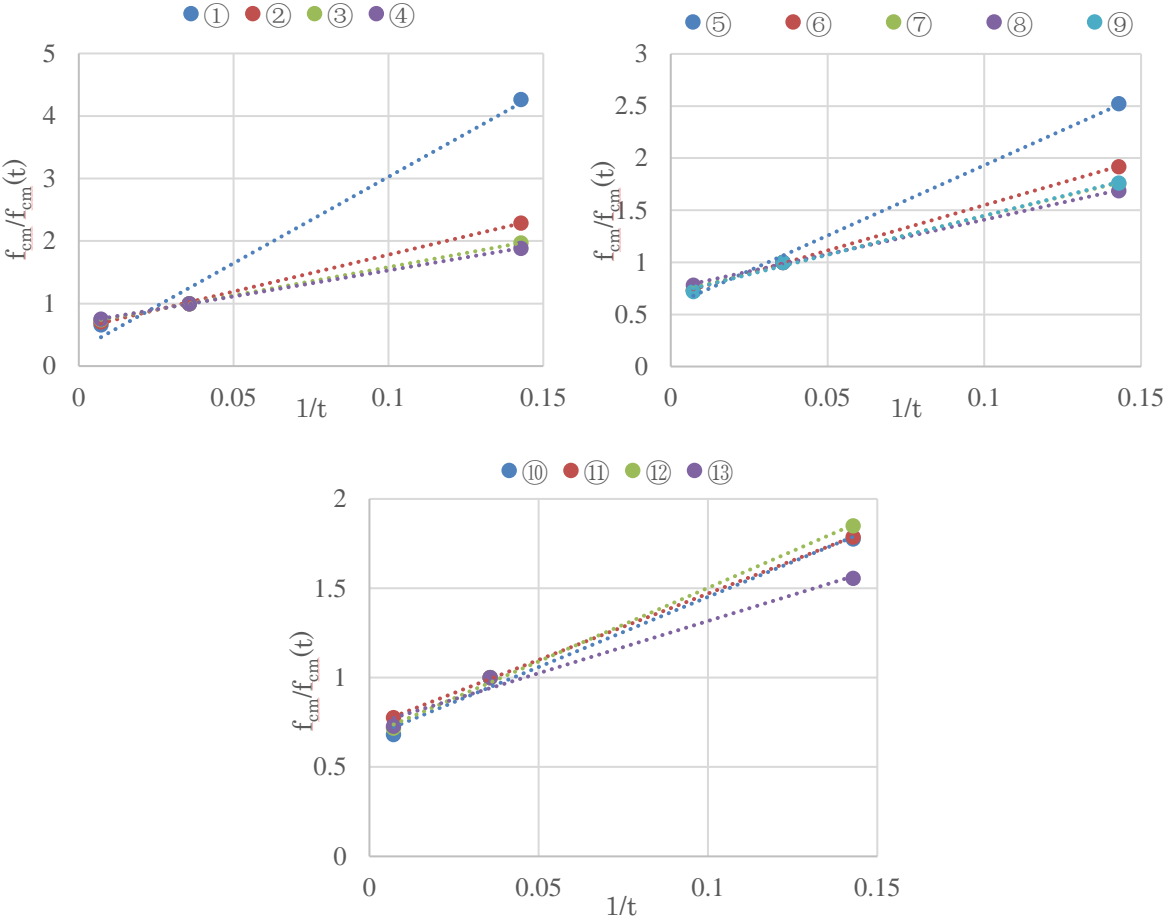 ① ② ③ ④
5
4
3
2
1
0
f_cm/f_cm(t)
0 0.05 0.1 0.15
1/t
⑤ ⑥ ⑦ ⑧ ⑨
3
2.5
2
1.5
1
0.5
0
f_cm/f_cm(t)
0 0.05 0.1 0.15
1/t
⑩ ⑪ ⑫ ⑬
2
1.5
1
0.5
0
f_cm/f_cm(t)
0 0.05 0.1 0.15
1/t